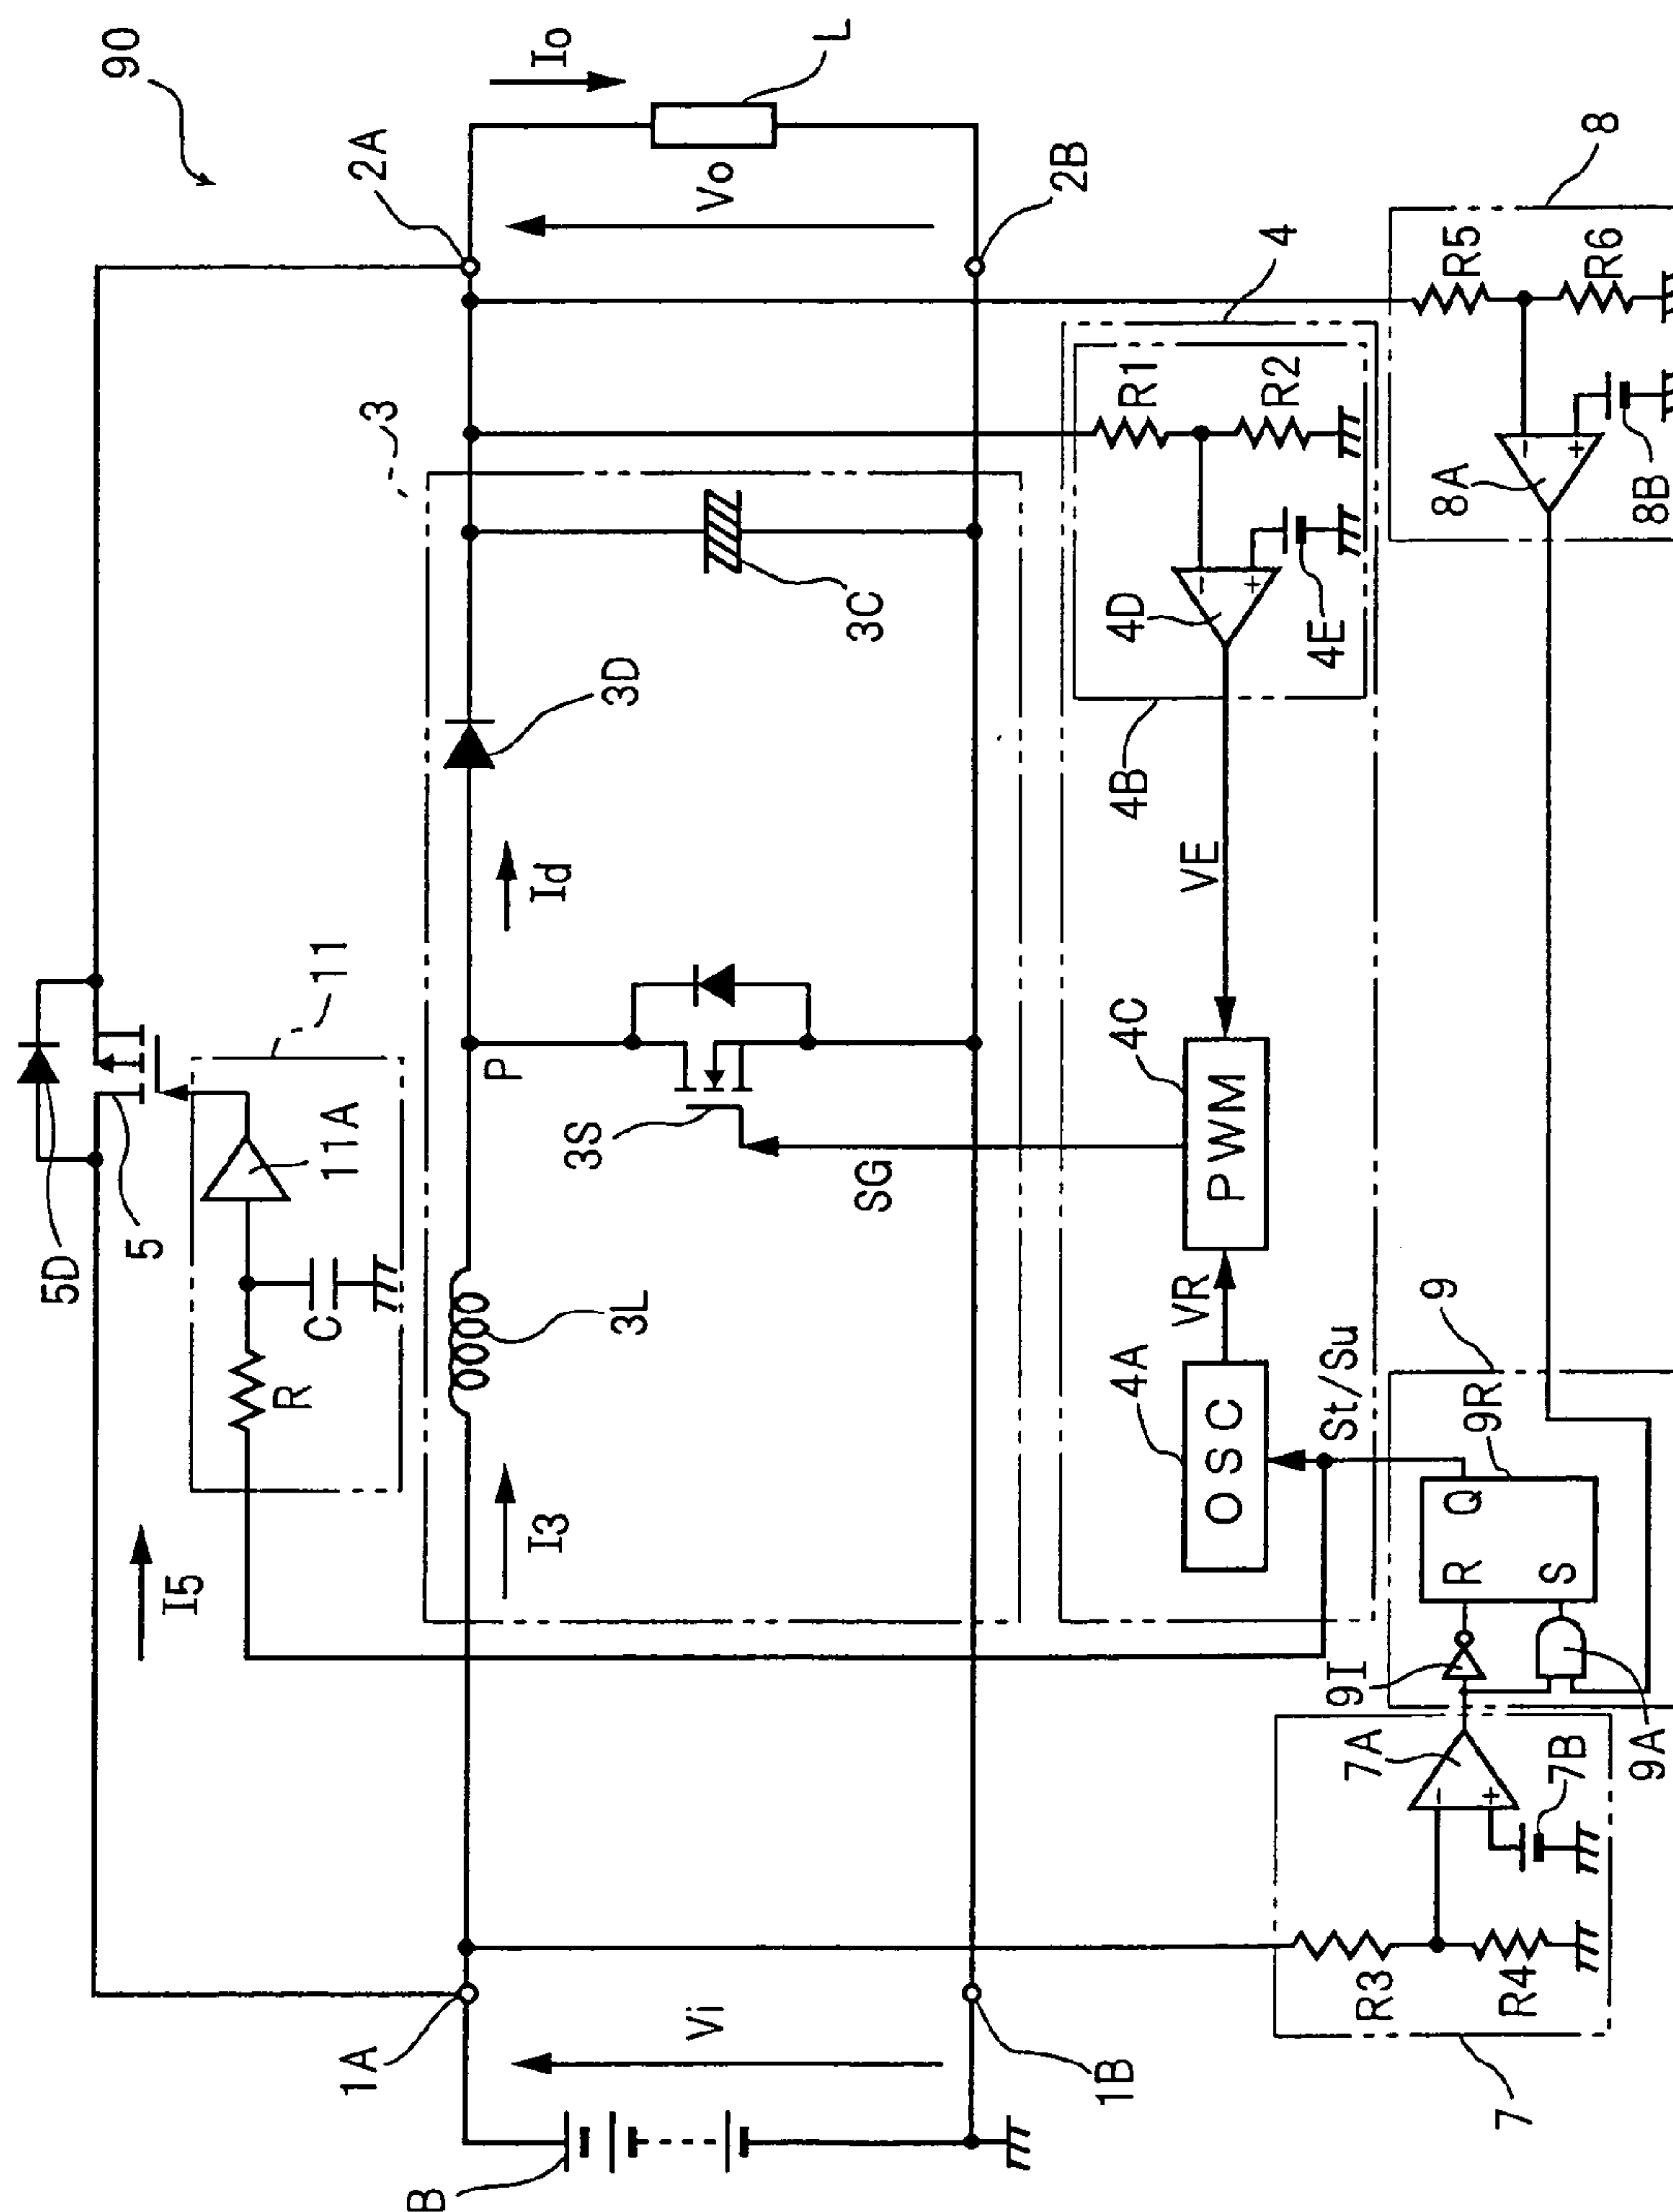 90
Io
L
2A
Vo
2B
3
3D
3C
Id
I3
3L
P
3S
SG
I5
5D
5
11
11A
R
C
1A
Vi
1B
B
4
R1
R2
4D
-
+
4E
4B
VE
4C
PWM
VR
4A
OSC
St/Su
8
R5
R6
8A
-
+
8B
9
9R
R
Q
S
9I
9A
7A
-
+
7B
R3
R4
7